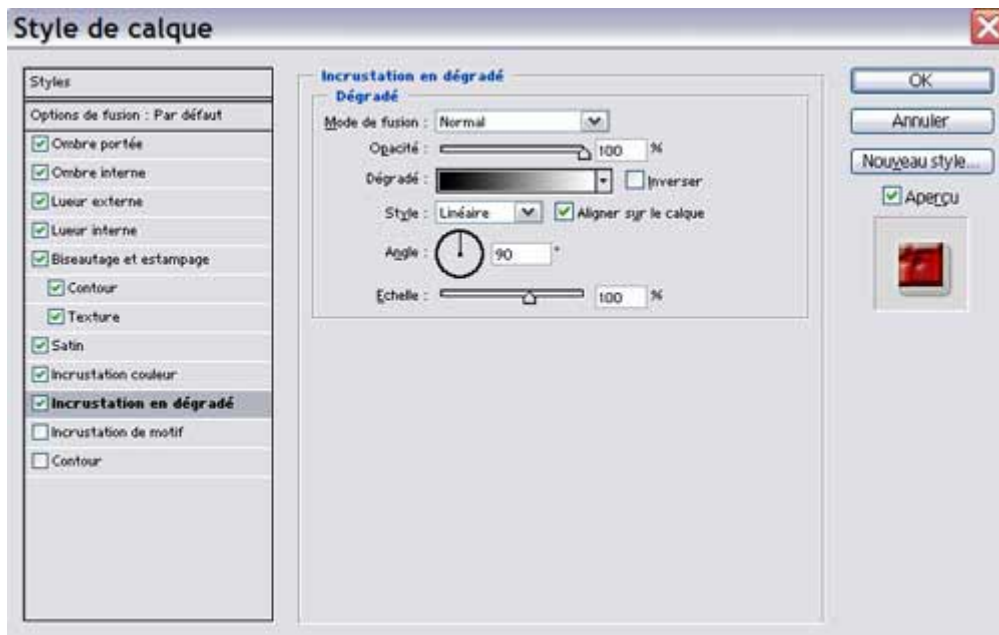 Style de calque
Styles
Options de fusion : Par défaut
Ombre portée
Ombre interne
Lueur externe
Lueur interne
Biseautage et estampage
Contour
Texture
Satin
Incrustation couleur
Incrustation en dégradé
Incrustation de motif
Contour
Incrustation en dégradé
Dégradé
Mode de fusion : Normal
Opacité : 100 %
Dégradé : Inverser
Style : Linéaire Aligner sur le calque
Angle : 90 °
Echelle : 100 %
OK
Annuler
Nouveau style...
Aperçu